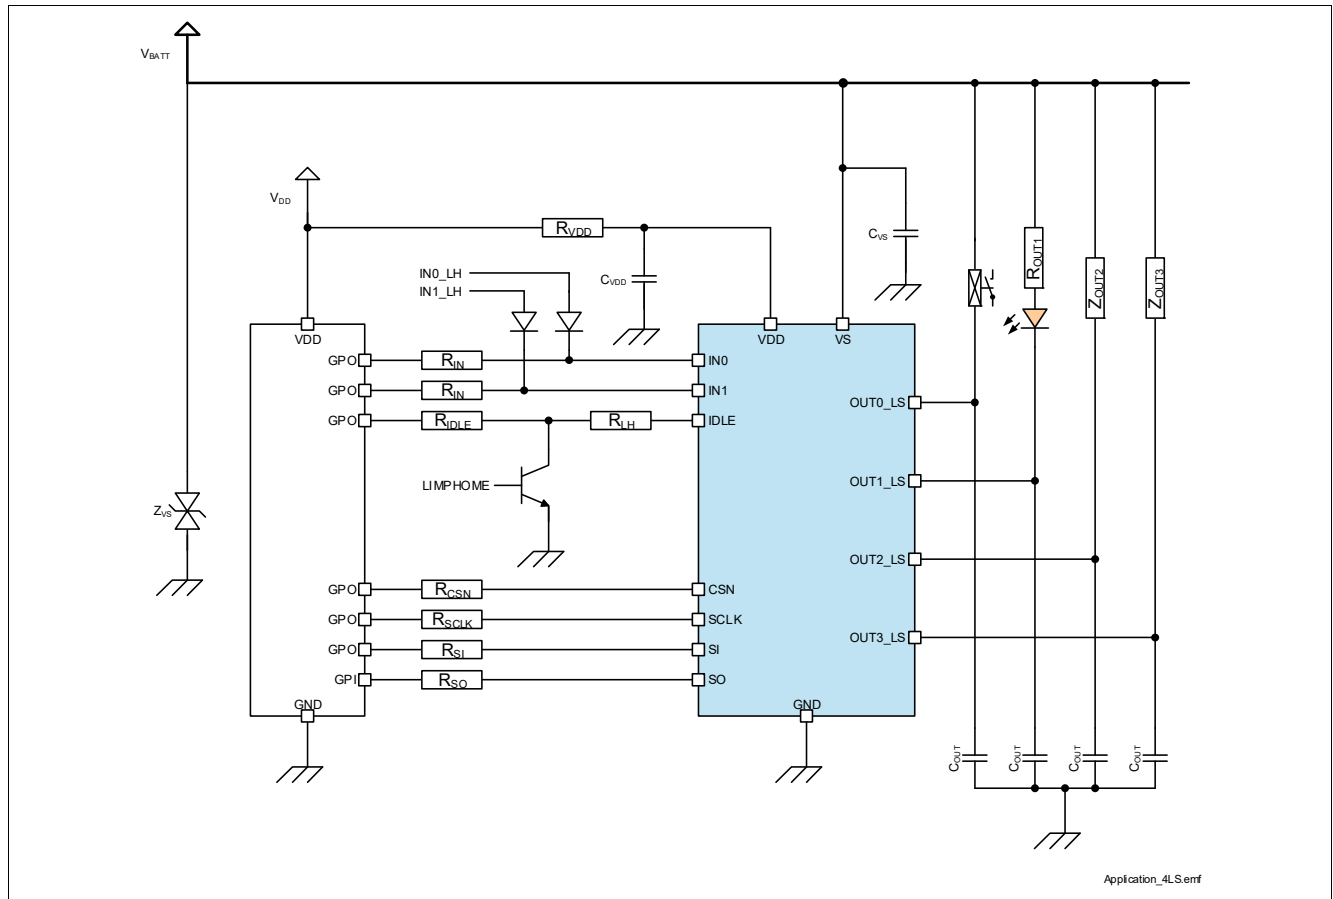 VBATT
VDD
RVDD
CVS
ROUT1
ZOUT2
ZOUT3
IN0_LH
IN1_LH
CVDD
VDD
VDD
VS
GPO
RIN
IN0
GPO
RIN
IN1
OUT0_LS
GPO
RIDLE
RLH
IDLE
LIMPHOME
OUT1_LS
ZVS
OUT2_LS
GPO
RCSN
CSN
GPO
RSCLK
SCLK
OUT3_LS
GPO
RSI
SI
GPI
RSO
SO
GND
GND
COUT
COUT
COUT
COUT
Application_4LS.emf